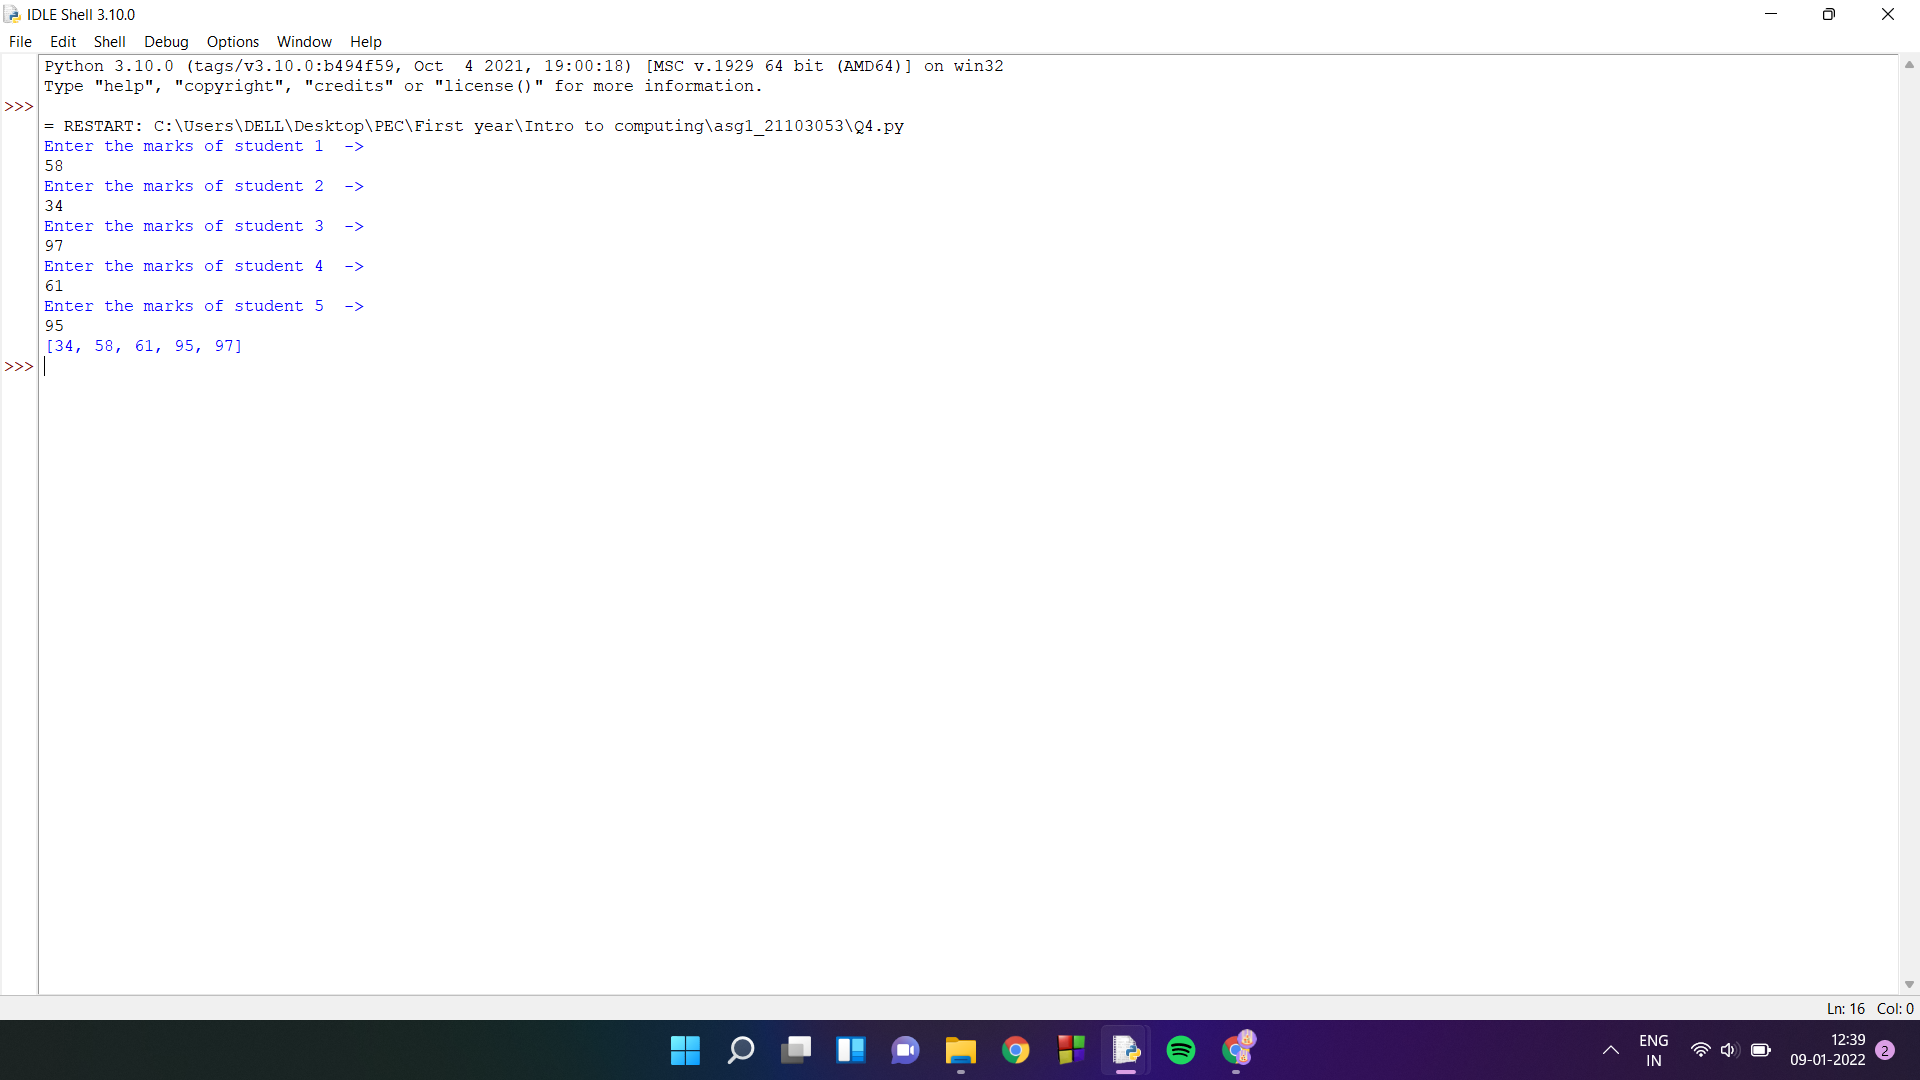 IDLE Shell 3.10.0
File Edit Shell Debug Options Window Help
Python 3.10.0 (tags/v3.10.0:b494f59, Oct  4 2021, 19:00:18) [MSC v.1929 64 bit (AMD64)] on win32
Type "help", "copyright", "credits" or "license()" for more information.
>>>
= RESTART: C:\Users\DELL\Desktop\PEC\First year\Intro to computing\asg1_21103053\Q4.py
Enter the marks of student 1  ->
58
Enter the marks of student 2  ->
34
Enter the marks of student 3  ->
97
Enter the marks of student 4  ->
61
Enter the marks of student 5  ->
95
[34, 58, 61, 95, 97]
>>>
Ln: 16 Col: 0
ENG
IN
12:39
09-01-2022
2